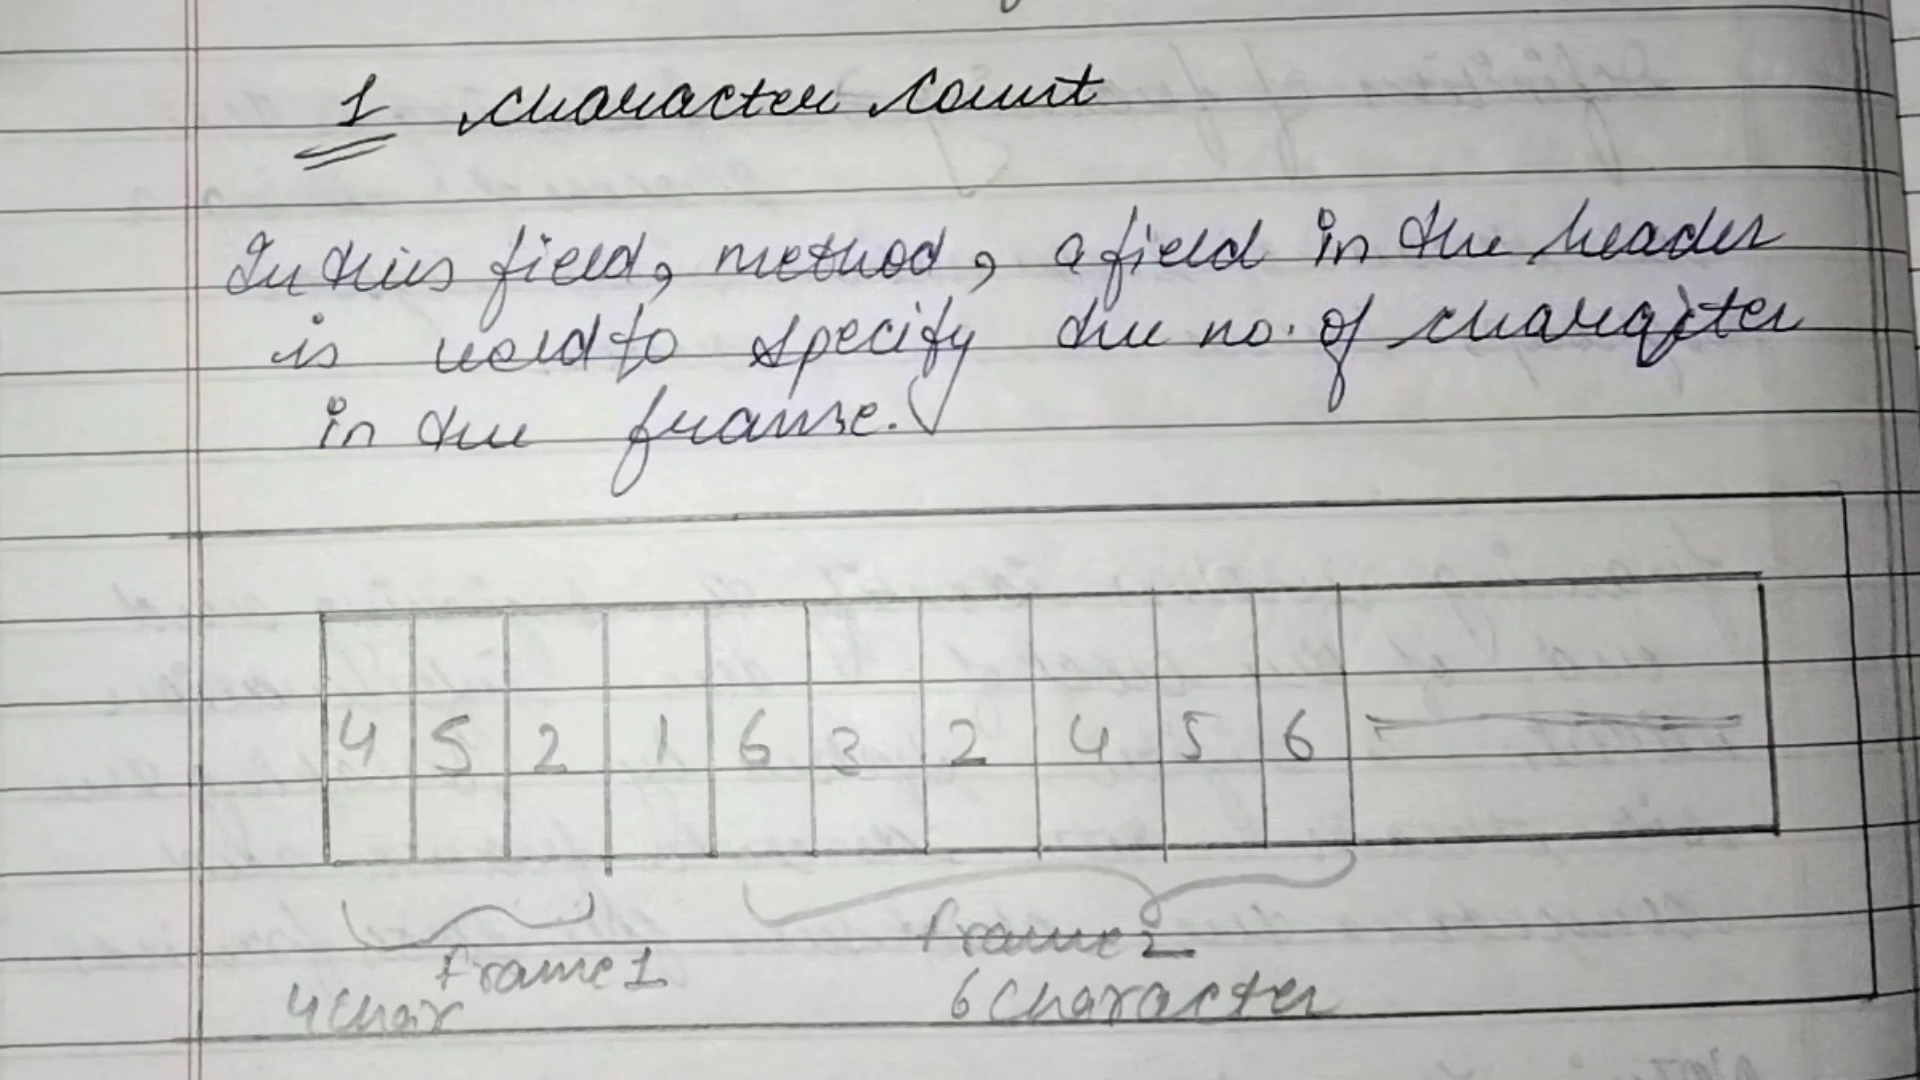 1 character count
In this field, method, a field in the header
is used to specify the no. of character
in the frame.
4 5 2 1 6 3 2 4 5 6
Frame 1
Frame 2
4 char
6 Character